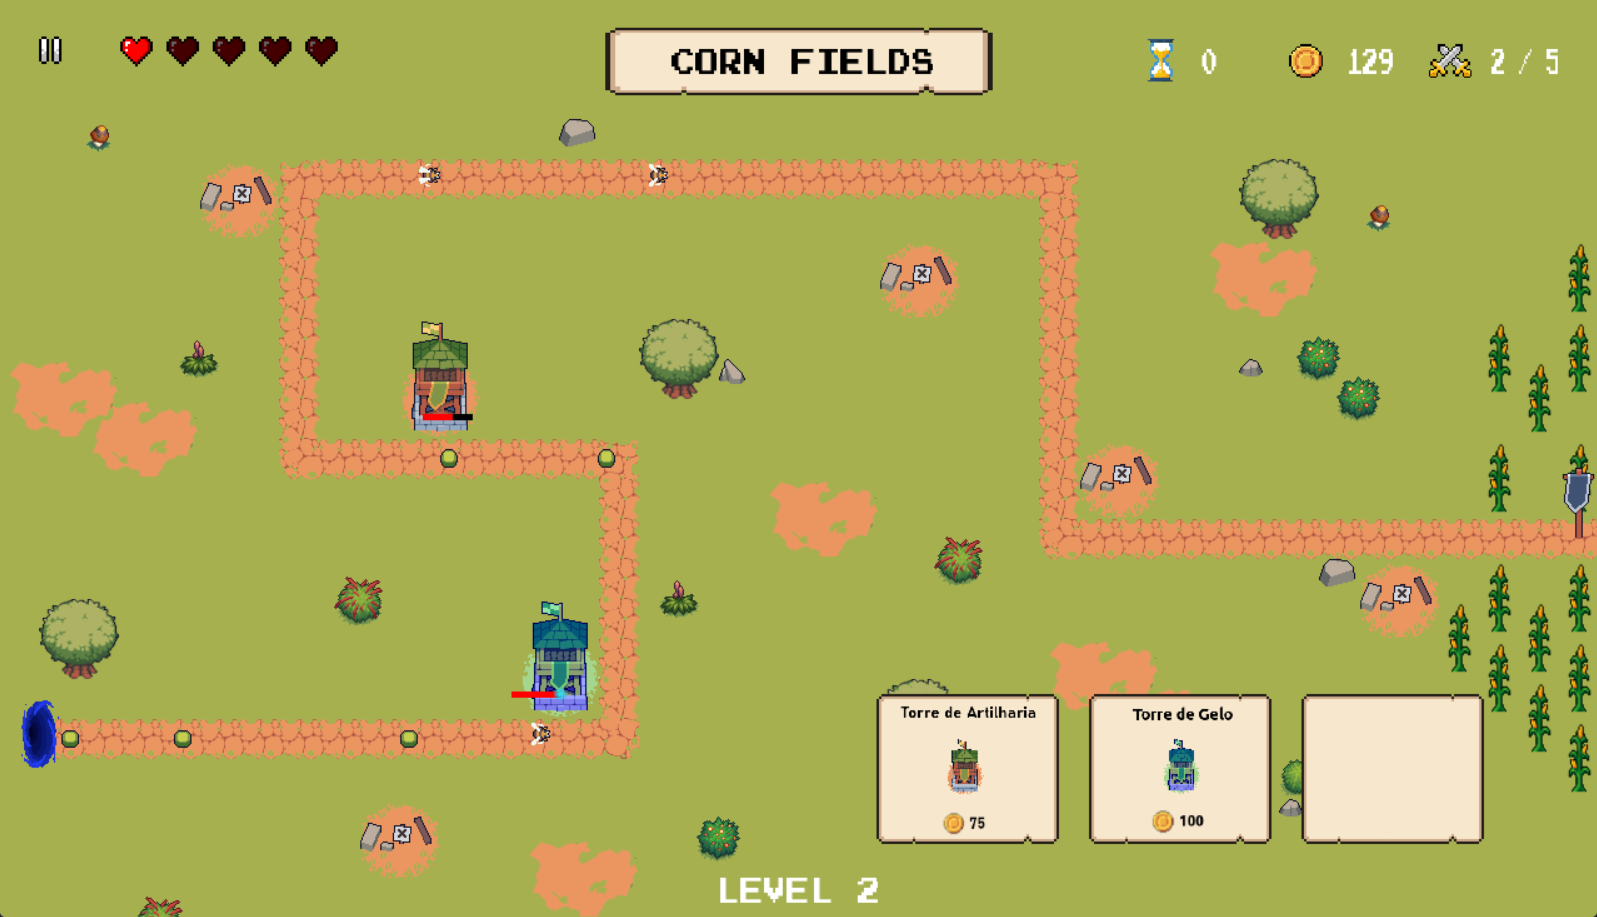 CORN FIELDS
0
129
2 / 5
Torre de Artilharia
75
Torre de Gelo
100
LEVEL 2